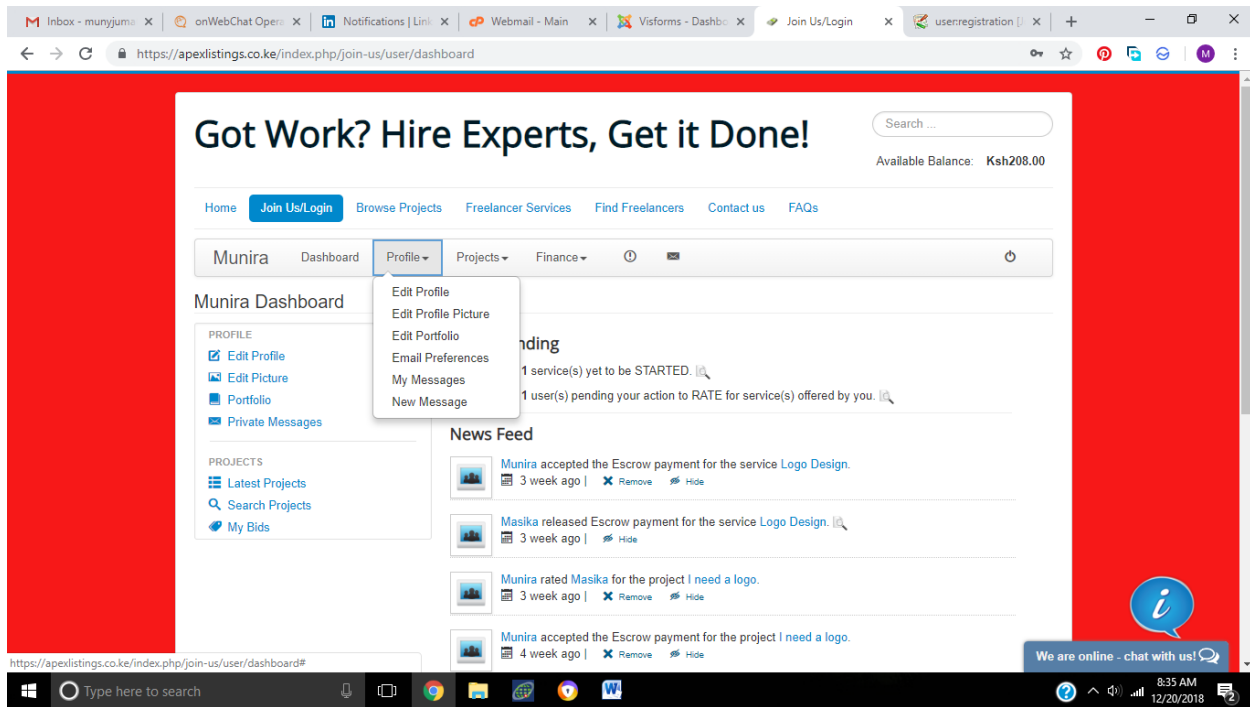 Inbox - munyjuma
onWebChat Opera
Notifications | Link
Webmail - Main
Visforms - Dashbo
Join Us/Login
user:registration [J
https://apexlistings.co.ke/index.php/join-us/user/dashboard
M
Got Work? Hire Experts, Get it Done!
Search ...
Available Balance: Ksh208.00
Home Join Us/Login Browse Projects Freelancer Services Find Freelancers Contact us FAQs
Munira Dashboard Profile Projects Finance
Munira Dashboard
PROFILE
Edit Profile
Edit Picture
Portfolio
Private Messages
PROJECTS
Latest Projects
Search Projects
My Bids
Edit Profile
Edit Profile Picture
Edit Portfolio
Email Preferences
My Messages
New Message
nding
1 service(s) yet to be STARTED.
1 user(s) pending your action to RATE for service(s) offered by you.
News Feed
Munira accepted the Escrow payment for the service Logo Design.
3 week ago | Remove Hide
Masika released Escrow payment for the service Logo Design.
3 week ago | Hide
Munira rated Masika for the project I need a logo.
3 week ago | Remove Hide
Munira accepted the Escrow payment for the project I need a logo.
4 week ago | Remove Hide
i
We are online - chat with us!
https://apexlistings.co.ke/index.php/join-us/user/dashboard#
Type here to search
8:35 AM
12/20/2018
2